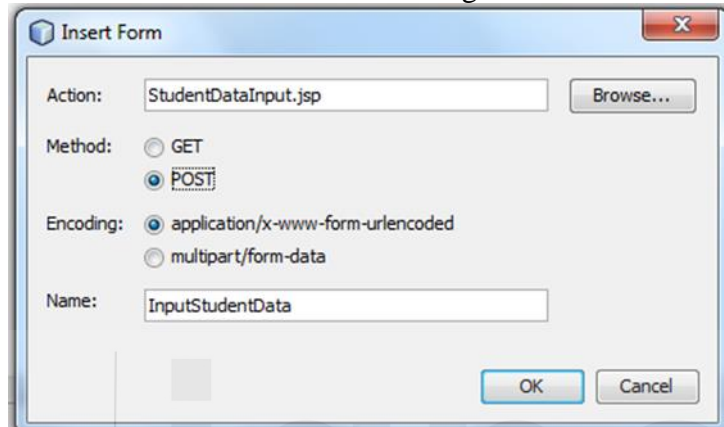 Insert Form
Action: StudentDataInput.jsp Browse...
Method: GET
POST
Encoding: application/x-www-form-urlencoded
multipart/form-data
Name: InputStudentData
OK Cancel